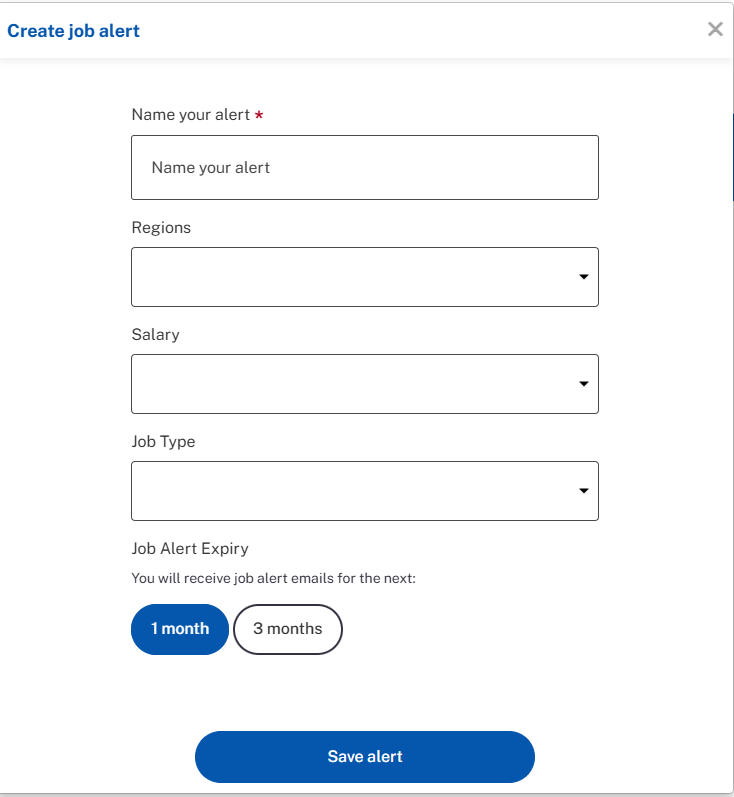 Create job alert
Name your alert *
Name your alert
Regions
Salary
Job Type
Job Alert Expiry
You will receive job alert emails for the next:
1 month 3 months
Save alert